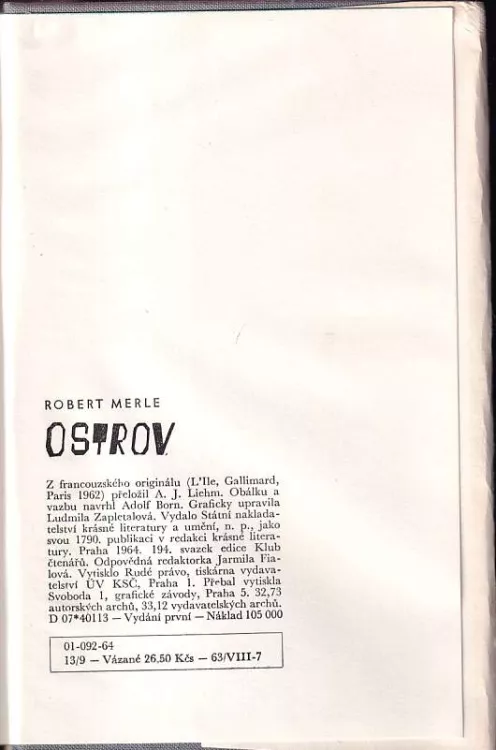 ROBERT MERLE
OSTROV
Z francouzského originálu (L'Ile, Gallimard,
Paris 1962) přeložil A. J. Liehm. Obálku a
vazbu navrhl Adolf Born. Graficky upravila
Ludmila Zapletalová. Vydalo Státní naklada-
telství krásné literatury a umění, n. p., jako
svou 1790. publikaci v redakci krásné litera-
tury. Praha 1964. 194. svazek edice Klub
čtenářů. Odpovědná redaktorka Jarmila Fia-
lová. Vytisklo Rudé právo, tiskárna vydava-
telství ÚV KSČ, Praha 1. Přebal vytiskla
Svoboda 1, grafické závody, Praha 5. 32,73
autorských archů, 33,12 vydavatelských archů.
D 07*40113 — Vydání první — Náklad 105 000
01-092-64
13/9 — Vázané 26,50 Kčs — 63/VIII-7